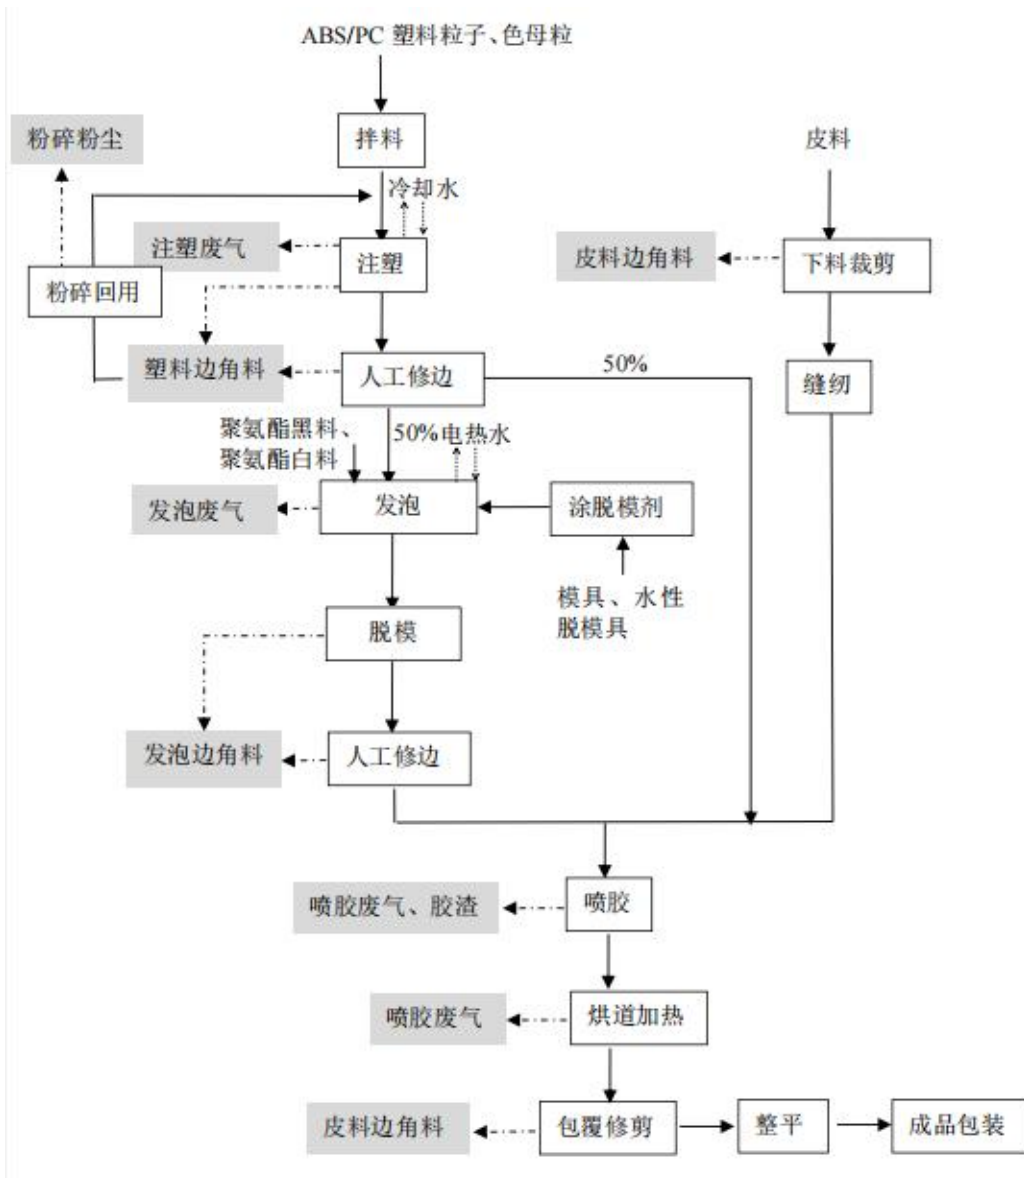 ABS/PC 塑料粒子、色母粒
粉碎粉尘
拌料
皮料
冷却水
注塑废气
注塑
皮料边角料
下料裁剪
粉碎回用
塑料边角料
人工修边
50%
缝纫
聚氨酯黑料、
聚氨酯白料
50%
电热水
发泡废气
发泡
涂脱模剂
模具、水性
脱模具
脱模
发泡边角料
人工修边
喷胶废气、胶渣
喷胶
喷胶废气
烘道加热
皮料边角料
包覆修剪
整平
成品包装